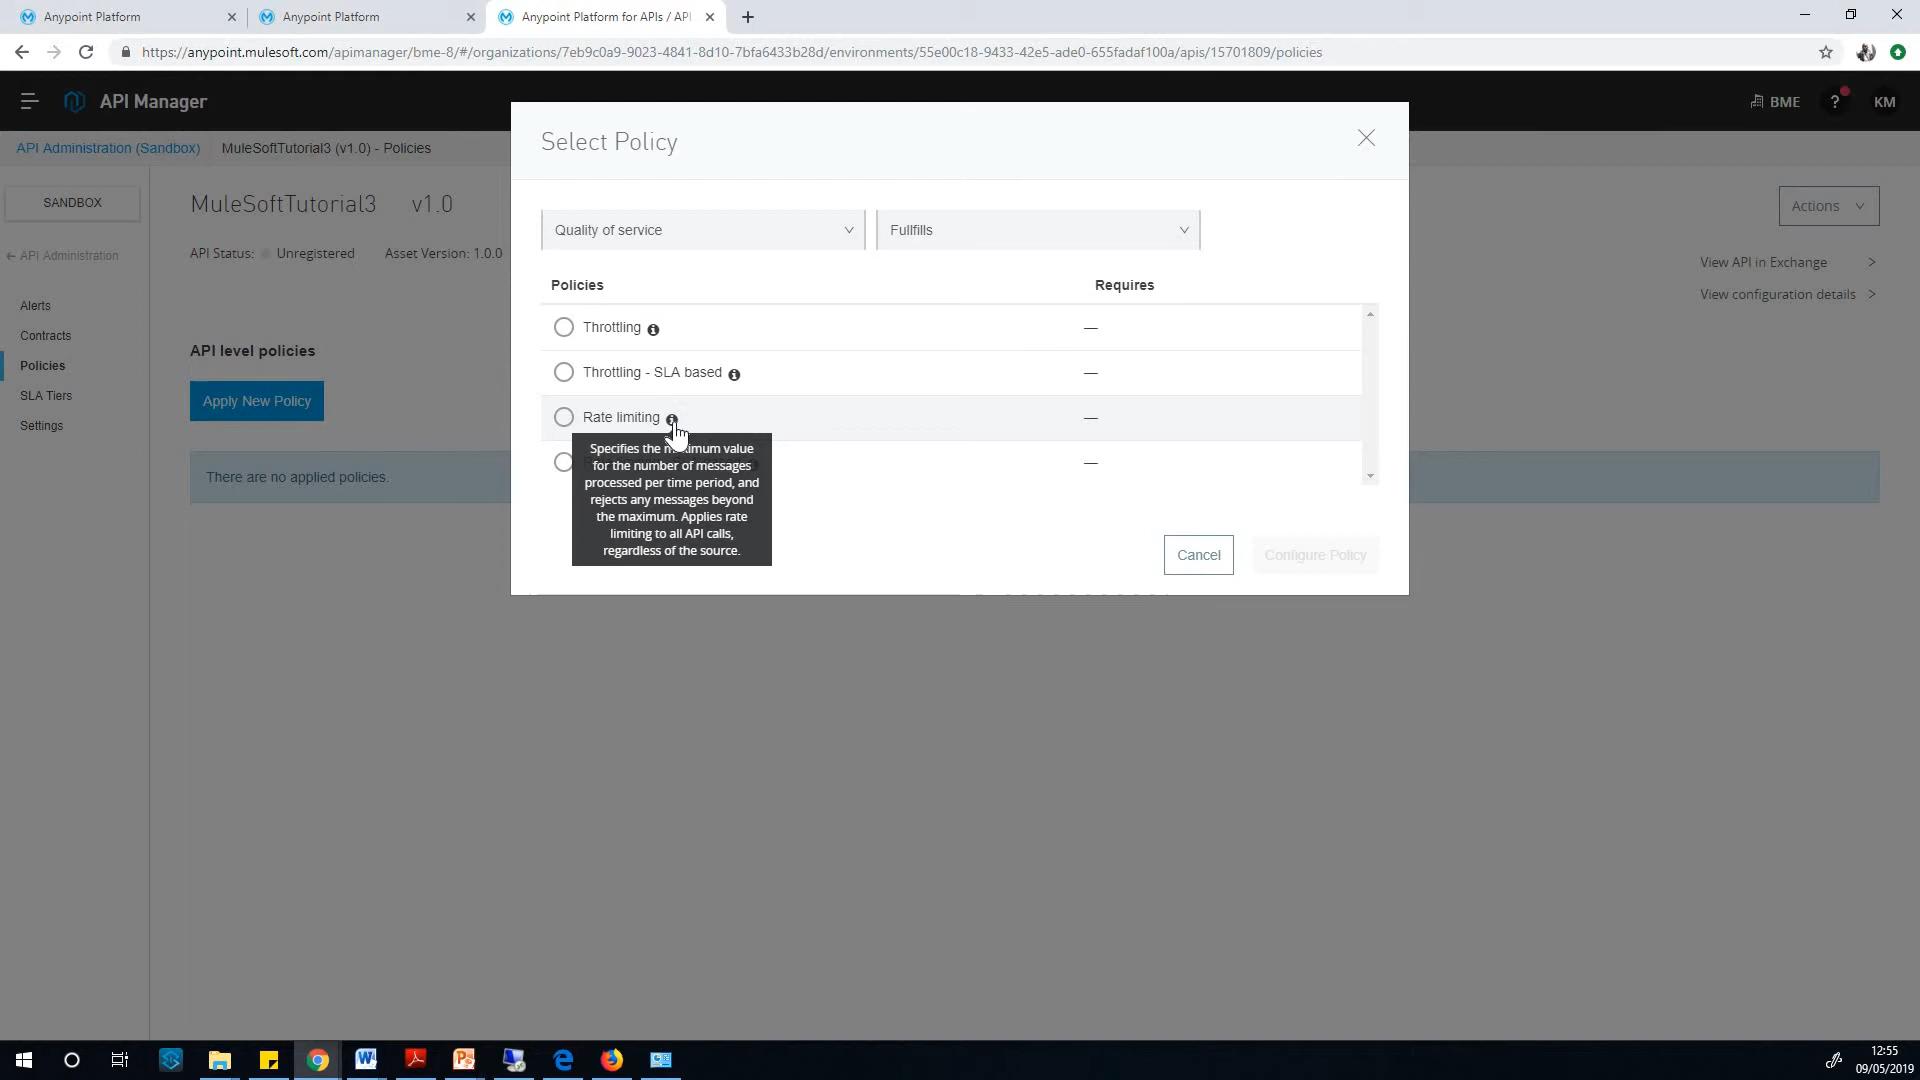 Anypoint Platform
Anypoint Platform
Anypoint Platform for APIs / API
https://anypoint.mulesoft.com/apimanager/bme-8/#/organizations/7eb9c0a9-9023-4841-8d10-7bfa6433b28d/environments/55e00c18-9433-42e5-ade0-655fadaf100a/apis/15701809/policies
API Manager
BME
?
KM
API Administration (Sandbox)
MuleSoftTutorial3 (v1.0) - Policies
SANDBOX
API Administration
Alerts
Contracts
Policies
SLA Tiers
Settings
MuleSoftTutorial3 v1.0
Actions
API Status: Unregistered Asset Version: 1.0.0
View API in Exchange >
View configuration details >
API level policies
Apply New Policy
There are no applied policies.
Select Policy
Quality of service
Fullfills
Policies
Requires
Throttling
—
Throttling - SLA based
—
Rate limiting
—
—
Specifies the maximum value
for the number of messages
processed per time period, and
rejects any messages beyond
the maximum. Applies rate
limiting to all API calls,
regardless of the source.
Cancel
Configure Policy
12:55
09/05/2019